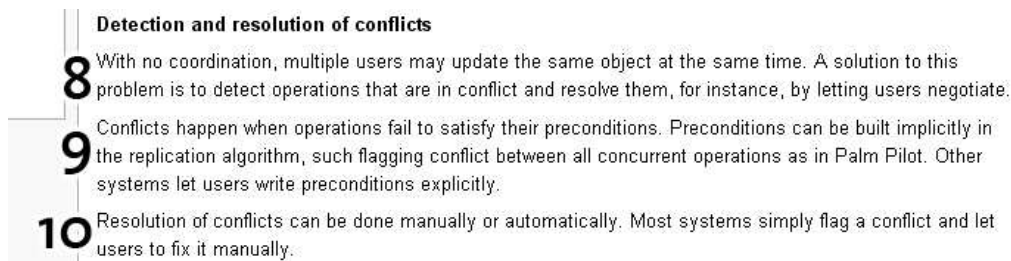 Detection and resolution of conflicts
With no coordination, multiple users may update the same object at the same time. A solution to this
8
problem is to detect operations that are in conflict and resolve them, for instance, by letting users negotiate.
Conflicts happen when operations fail to satisfy their preconditions. Preconditions can be built implicitly in
9
the replication algorithm, such flagging conflict between all concurrent operations as in Palm Pilot. Other
systems let users write preconditions explicitly.
Resolution of conflicts can be done manually or automatically. Most systems simply flag a conflict and let
10
users to fix it manually.